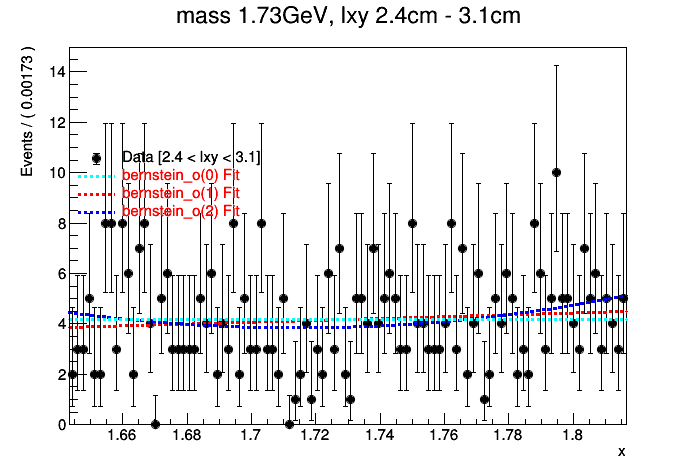 mass 1.73GeV, lxy 2.4cm - 3.1cm
Events / ( 0.00173 )
14
12
10
8
6
4
2
0
Data [2.4 < lxy < 3.1]
bernstein_o(0) Fit
bernstein_o(1) Fit
bernstein_o(2) Fit
1.66 1.68 1.7 1.72 1.74 1.76 1.78 1.8
x